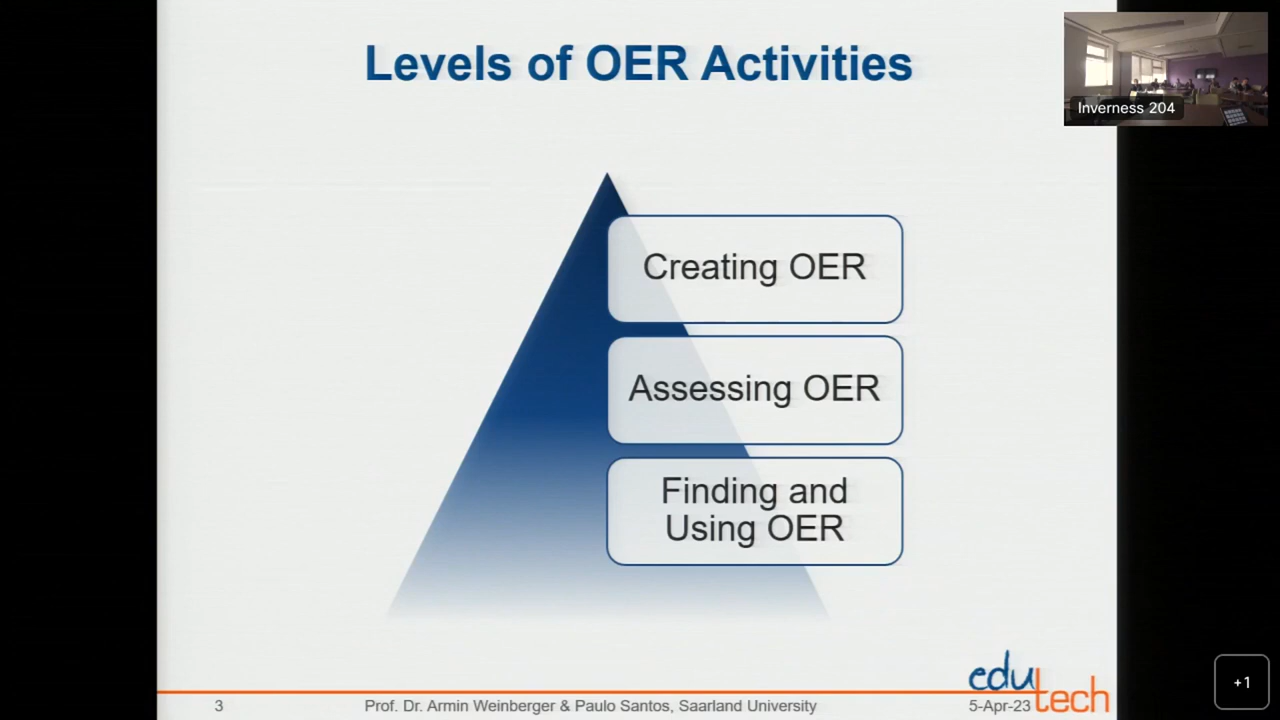 Levels of OER Activities
Inverness 204
Creating OER
Assessing OER
Finding and
Using OER
3
Prof. Dr. Armin Weinberger & Paulo Santos, Saarland University
5-Apr-23
edu
tech
+1